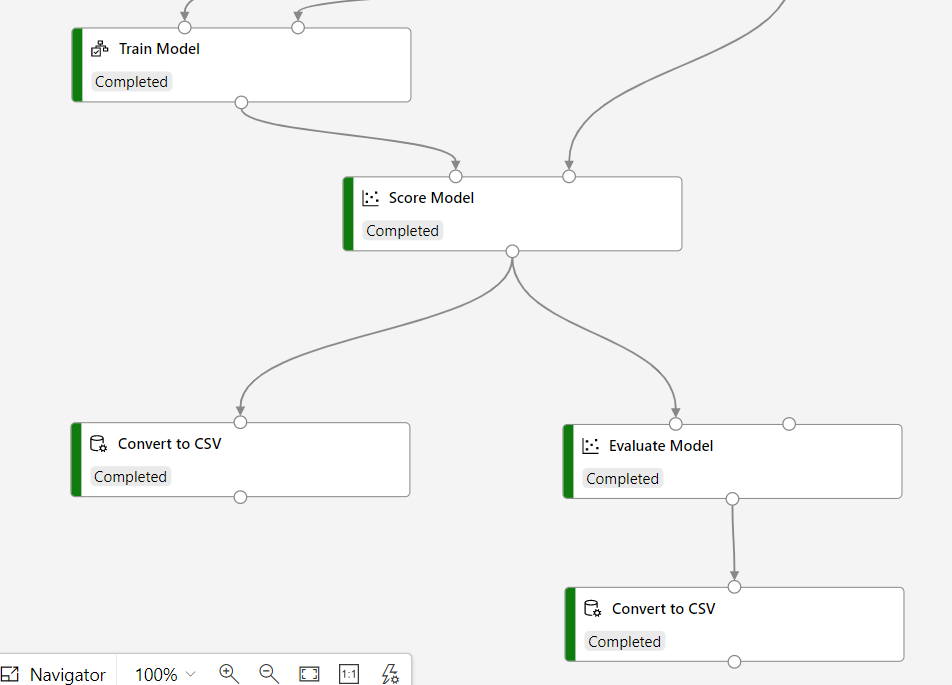 Train Model
Completed
Score Model
Completed
Convert to CSV
Completed
Evaluate Model
Completed
Convert to CSV
Completed
Navigator
100%
1:1